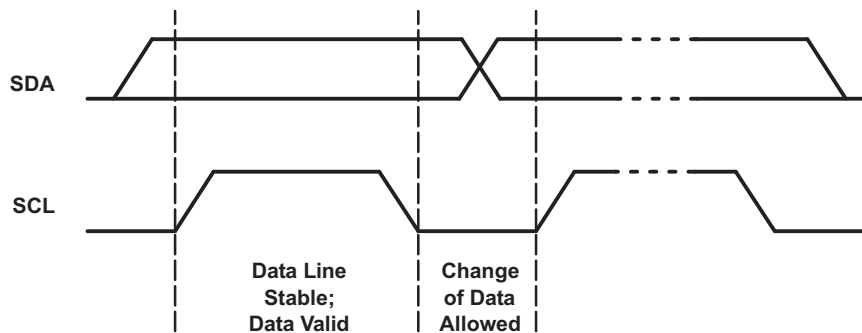 SDA
SCL
Data Line
Stable;
Data Valid
Change
of Data
Allowed